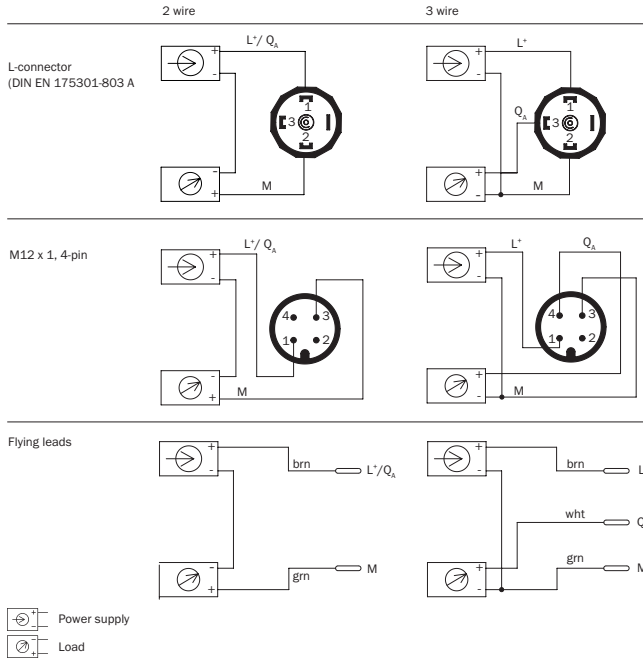 2 wire
3 wire
L-connector
(DIN EN 175301-803 A
+
-
L⁺/ Q_A
1
3
2
-
+
M
+
-
L⁺
Q_A
1
3
2
+
-
M
M12 x 1, 4-pin
+
-
L⁺/ Q_A
4 3
1 2
-
+
M
+
-
L⁺
Q_A
4 3
1 2
+
-
M
Flying leads
+
-
brn
L⁺/Q_A
-
+
grn
M
+
-
brn
L
wht
Q
+
-
grn
M
+
-
Power supply
-
+
Load